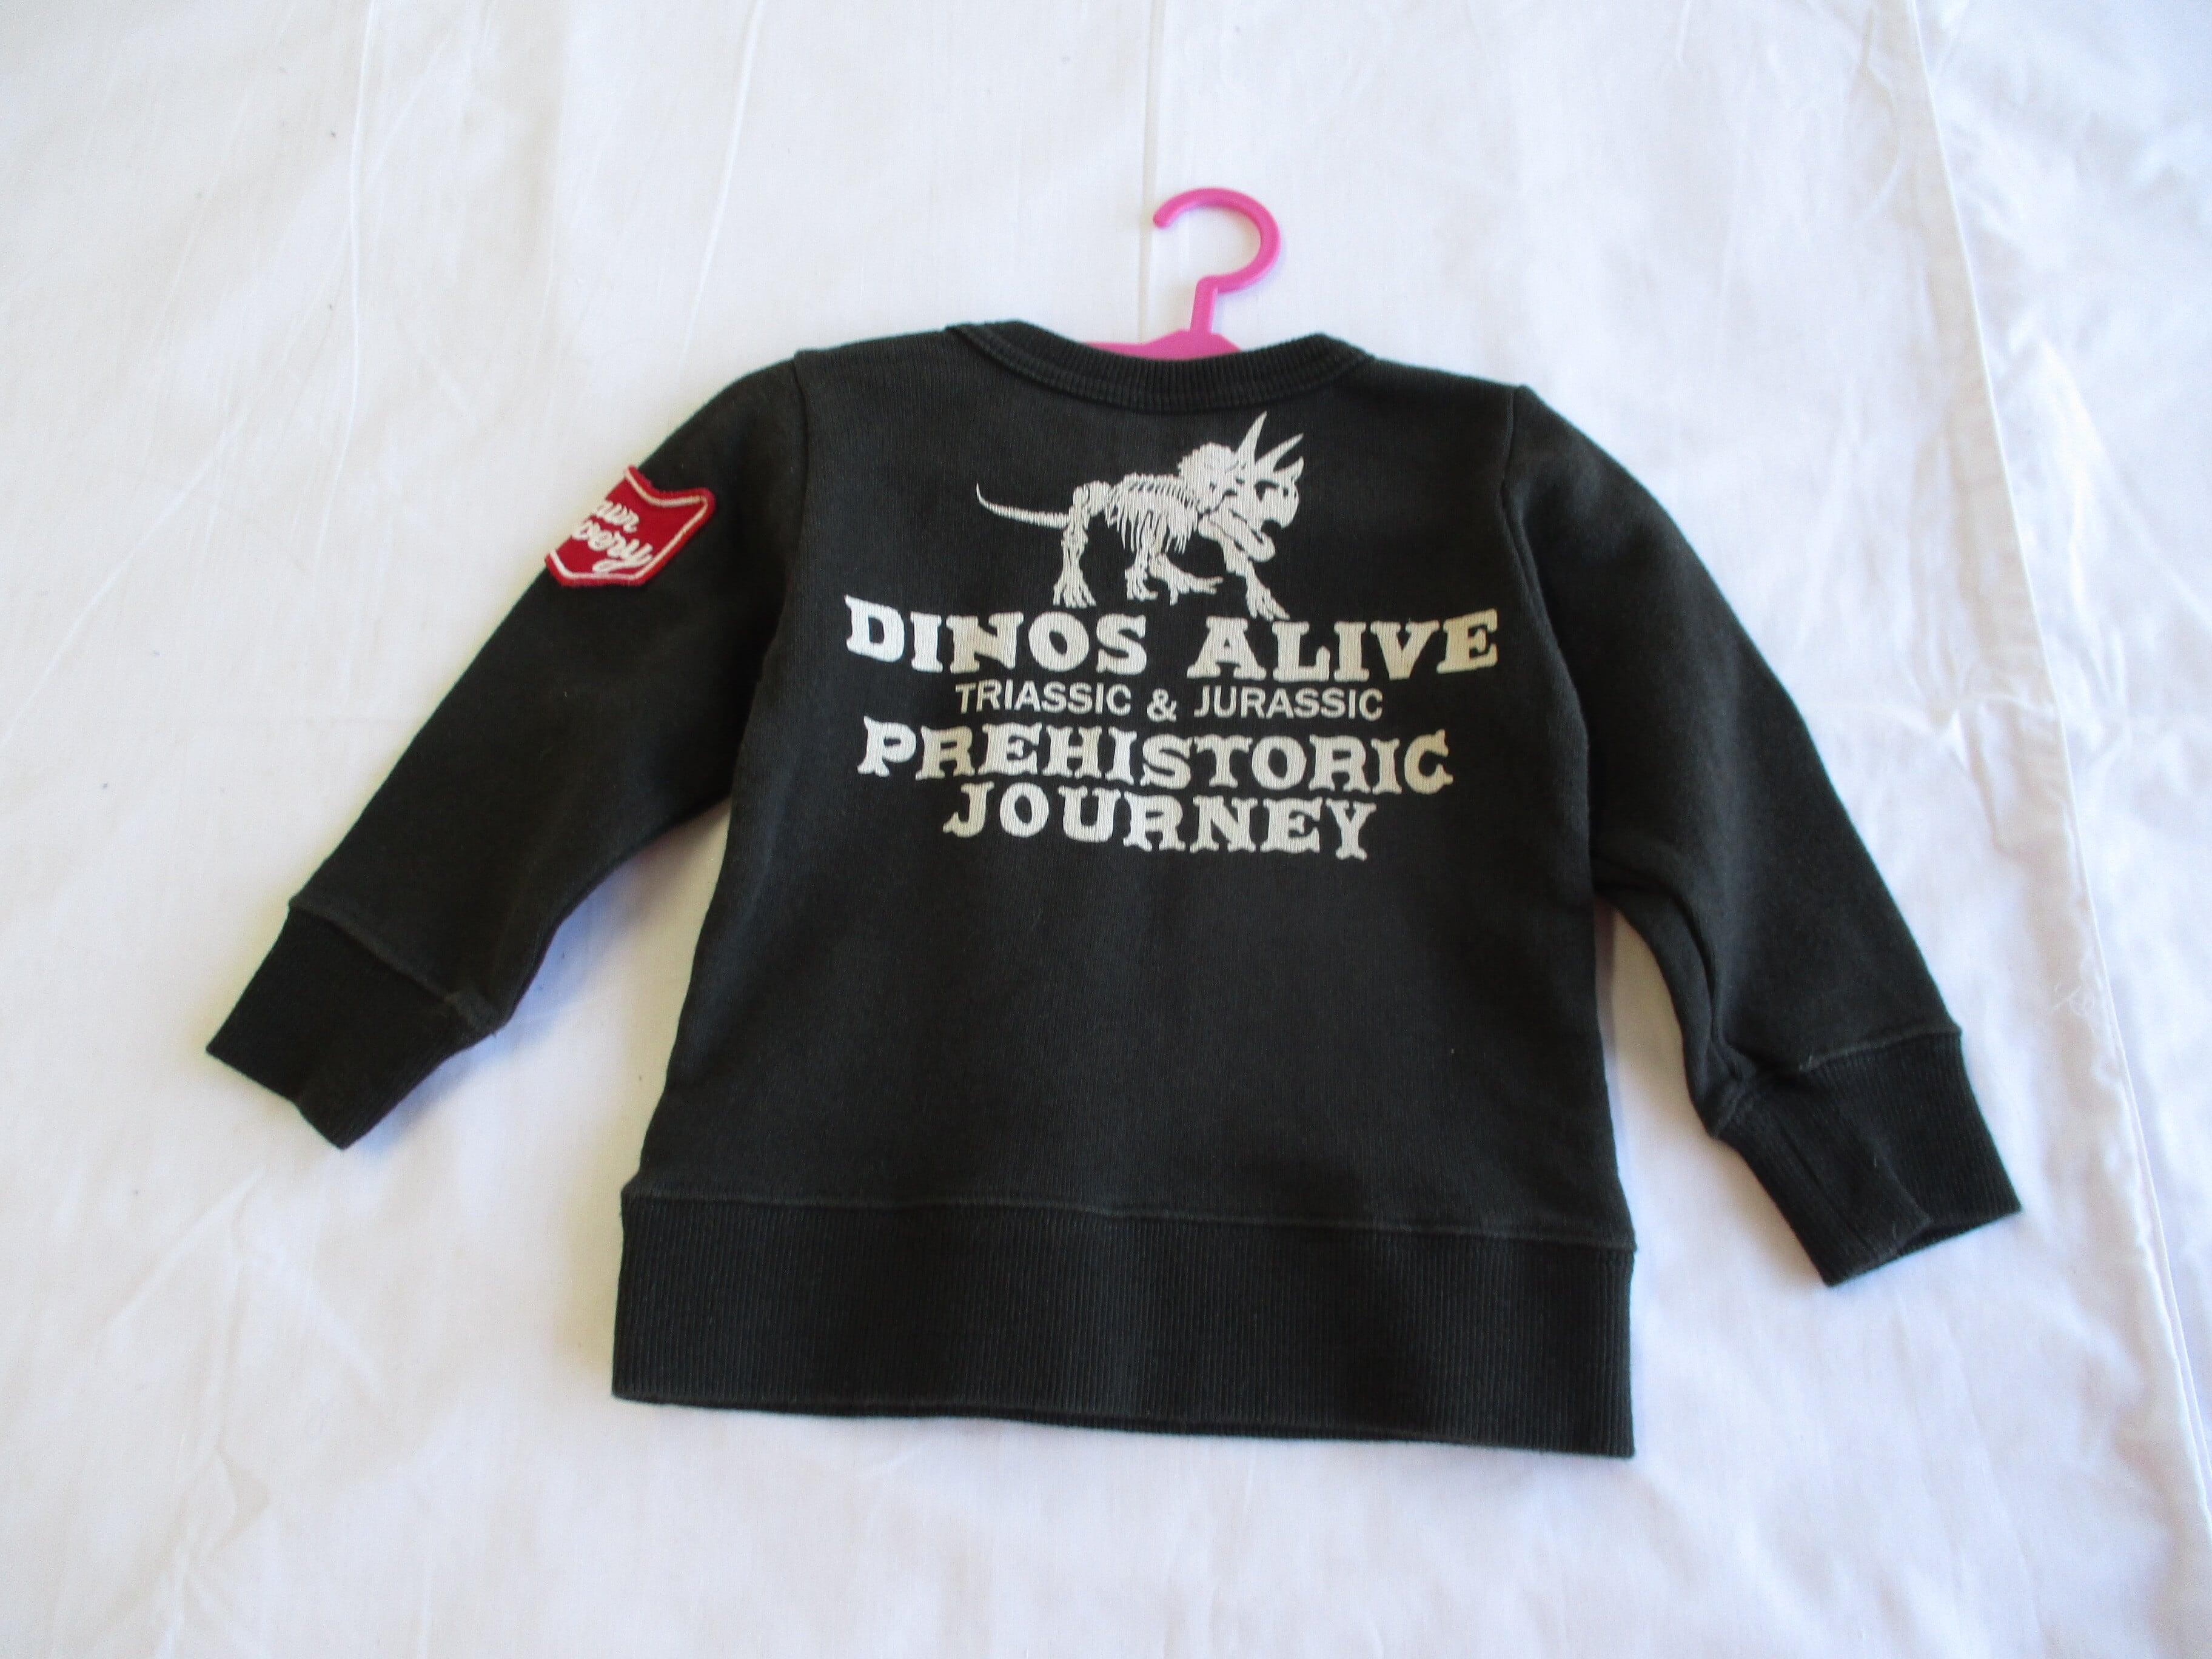 DINOS ALIVE
TRIASSIC & JURASSIC
PREHISTORIC
JOURNEY